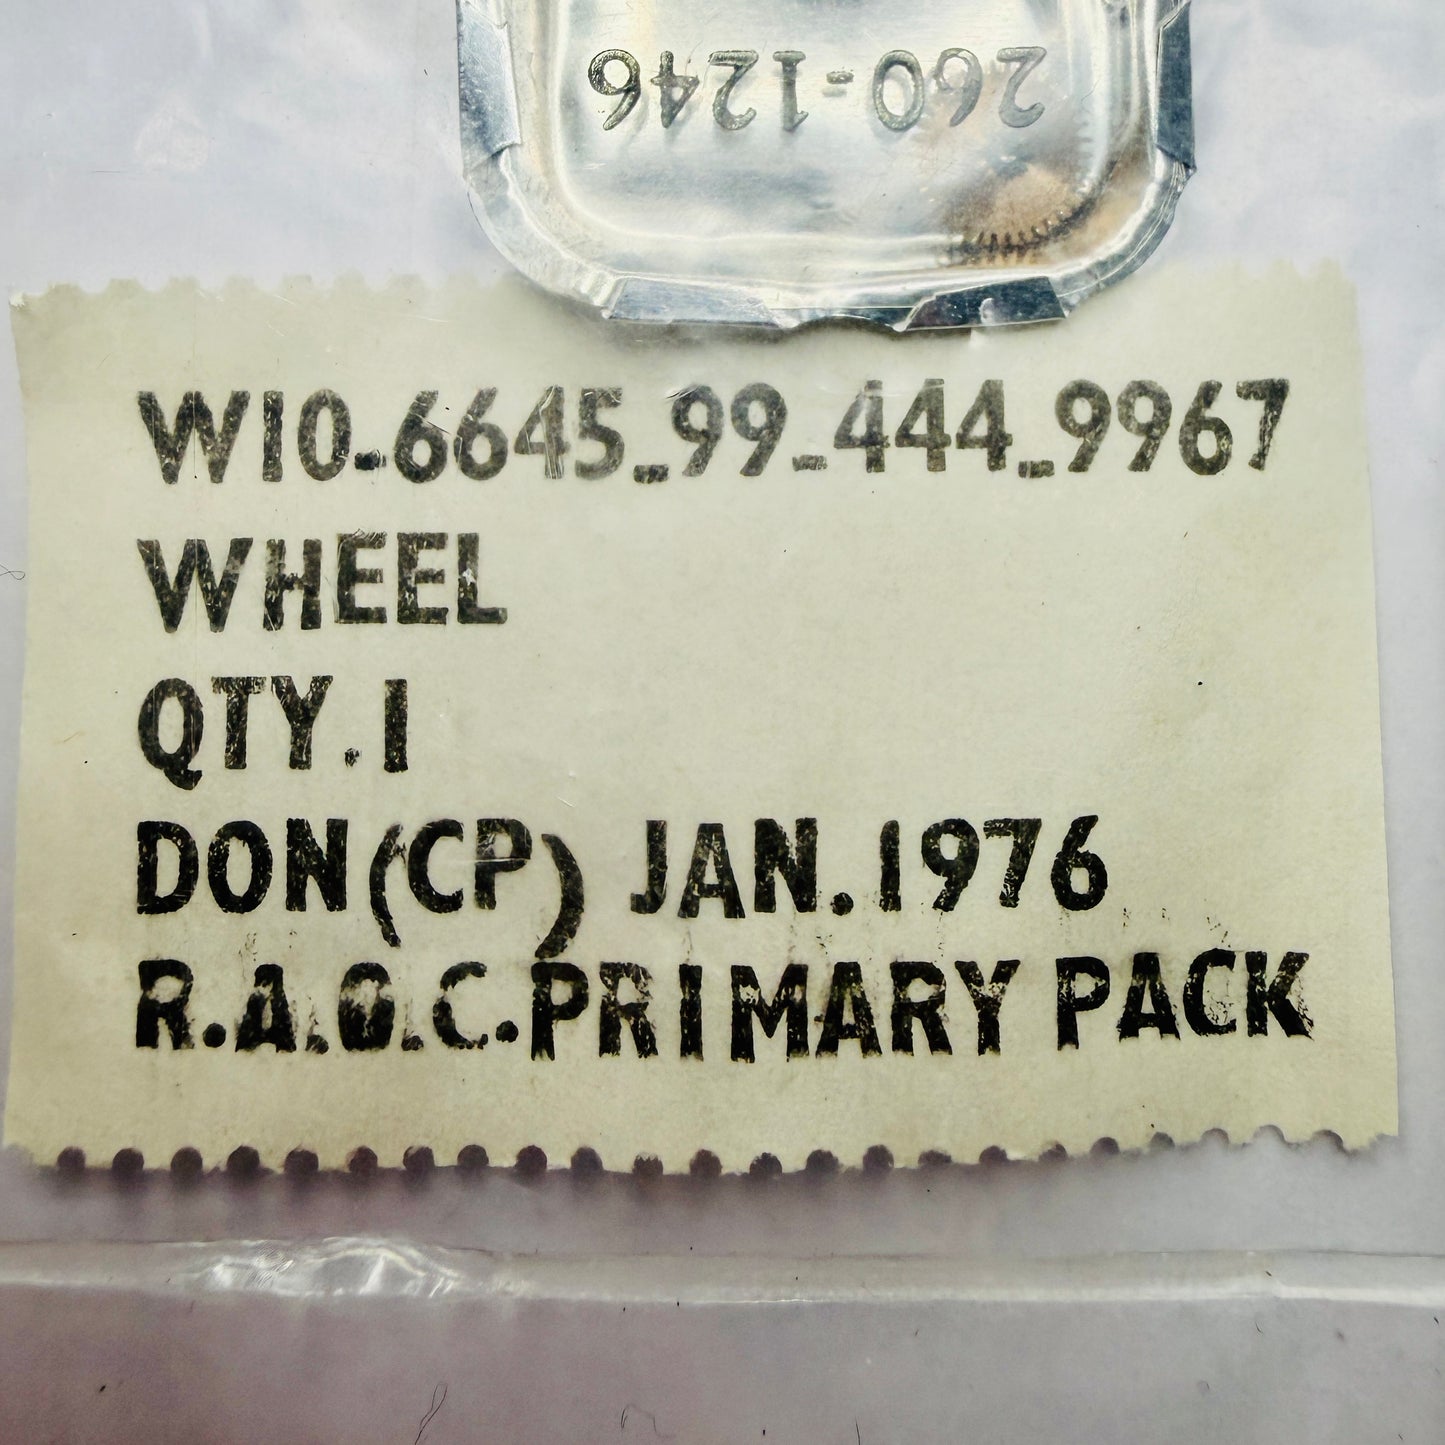 260-1246
W10-6645-99-444-9967
WHEEL
QTY.1
DON(CP) JAN.1976
R.A.O.C.PRIMARY PACK